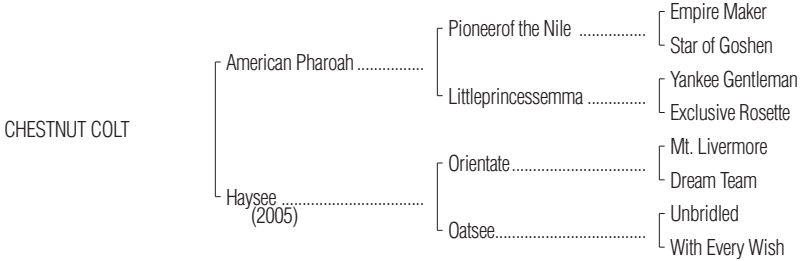 Empire Maker
Pioneerof the Nile ................
Star of Goshen
American Pharoah ................
Yankee Gentleman
Littleprincessemma ..............
Exclusive Rosette
CHESTNUT COLT
Mt. Livermore
Orientate.................................
Dream Team
Haysee ...................................
(2005)
Unbridled
Oatsee.....................................
With Every Wish